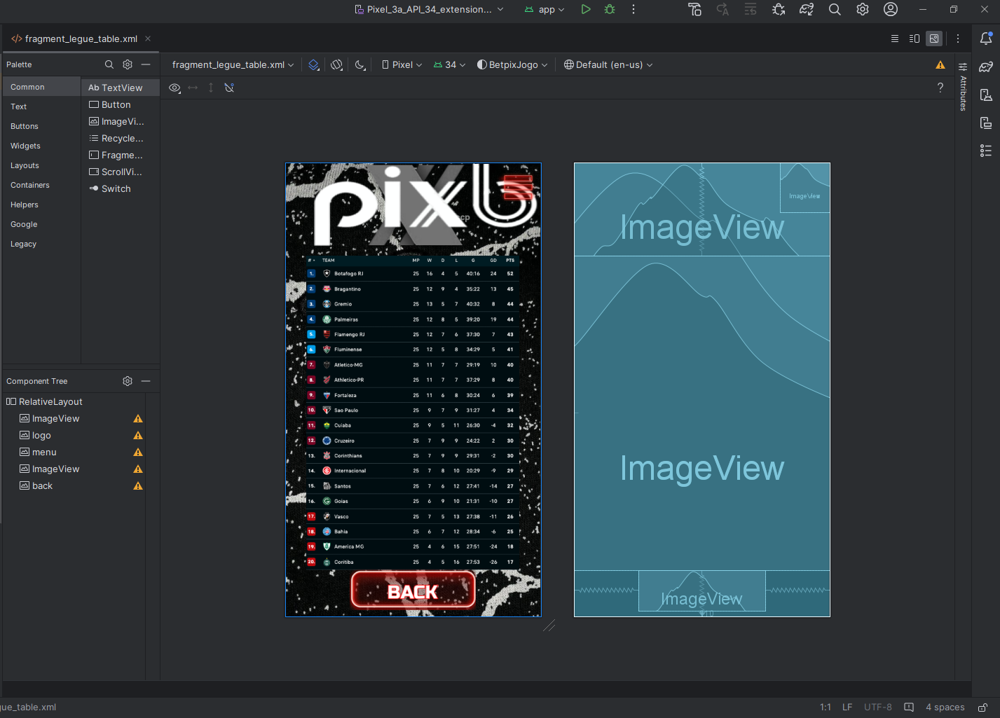 Pixel_3a_API_34_extension...
app
fragment_legue_table.xml
Palette
fragment_legue_table.xml
Pixel
34
BetpixJogo
Default (en-us)
Common
Text
Buttons
Widgets
Layouts
Containers
Helpers
Google
Legacy
Ab TextView
Button
ImageVi...
Recycle...
Fragme...
ScrollVi...
Switch
?
Attributes
Component Tree
RelativeLayout
ImageView
logo
menu
ImageView
back
pixb
# TEAM MP W D L G GD PTS
1. Botafogo RJ 25 16 4 5 40:16 24 52
2. Bragantino 25 12 9 4 35:22 13 45
3. Gremio 25 13 5 7 40:32 8 44
4. Palmeiras 25 12 8 5 39:20 19 44
5. Flamengo RJ 25 12 7 6 37:30 7 43
6. Fluminense 25 12 5 8 34:29 5 41
7. Atletico-MG 25 11 7 7 29:19 10 40
8. Athletico-PR 25 11 7 7 37:29 8 40
9. Fortaleza 25 11 6 8 30:24 6 39
10. Sao Paulo 25 9 7 9 31:27 4 34
11. Cuiaba 25 9 5 11 26:30 -4 32
12. Cruzeiro 25 7 9 9 24:22 2 30
13. Corinthians 25 7 9 9 29:31 -2 30
14. Internacional 25 7 8 10 20:29 -9 29
15. Santos 25 7 6 12 27:41 -14 27
16. Goias 25 6 9 10 21:31 -10 27
17. Vasco 25 7 5 13 27:38 -11 26
18. Bahia 25 6 7 12 28:34 -6 25
19. America MG 25 4 6 15 27:51 -24 18
20. Coritiba 25 4 5 16 27:53 -26 17
BACK
ImageView
ImageView
ImageView
ImageView
10
gue_table.xml
1:1
LF
UTF-8
4 spaces